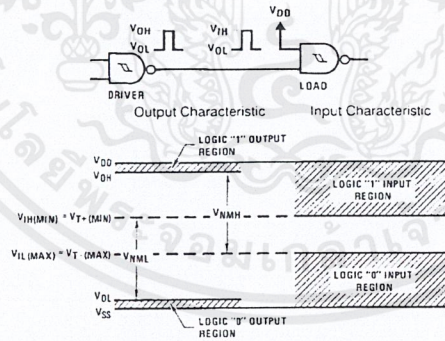 VOH
VOL
VIH
VOL
VDD
DRIVER
LOAD
Output Characteristic
Input Characteristic
LOGIC "1" OUTPUT
REGION
VDD
VOH
LOGIC "1" INPUT
REGION
VIH(MIN) = VT+(MIN)
VNMH
VIL(MAX) = VT-(MAX)
VNML
LOGIC "0" INPUT
REGION
VOL
VSS
LOGIC "0" OUTPUT
REGION